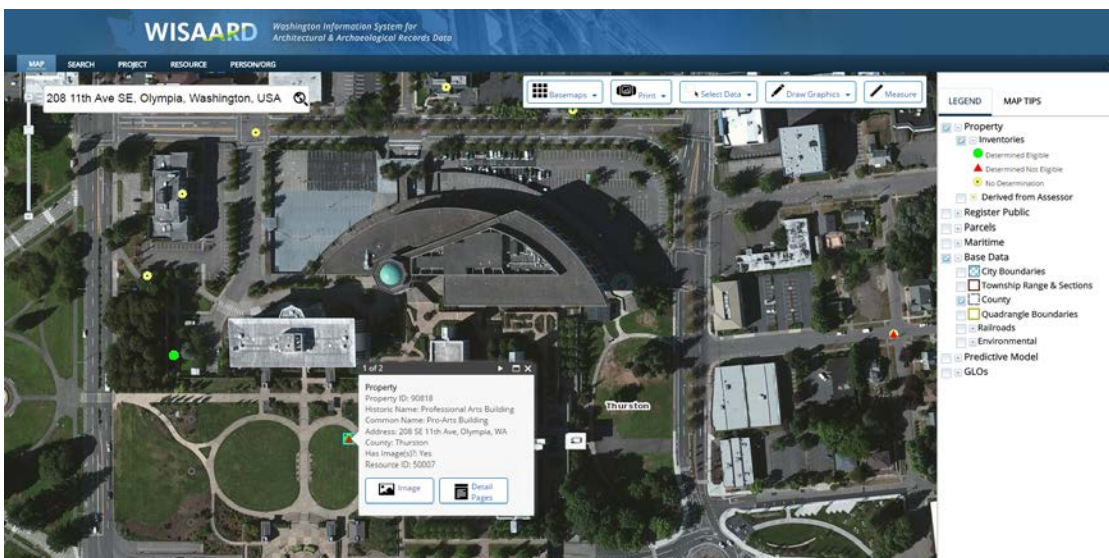 WISAARD
Washington Information System for
Architectural & Archaeological Records Data
MAP SEARCH PROJECT RESOURCE PERSON/ORG
208 11th Ave SE, Olympia, Washington, USA
Basemaps Print Select Data Draw Graphics Measure
LEGEND MAP TIPS
Property
Inventories
Determined Eligible
Determined Not Eligible
No Determination
Derived from Assessor
Register Public
Parcels
Maritime
Base Data
City Boundaries
Township Range & Sections
County
Quadrangle Boundaries
Railroads
Environmental
Predictive Model
GLOs
1 of 2
Property
Property ID: 90818
Historic Name: Professional Arts Building
Common Name: Pro-Arts Building
Address: 208 SE 11th Ave, Olympia, WA
County: Thurston
Has Image(s)?: Yes
Resource ID: 50007
Image
Detail
Pages
Thurston